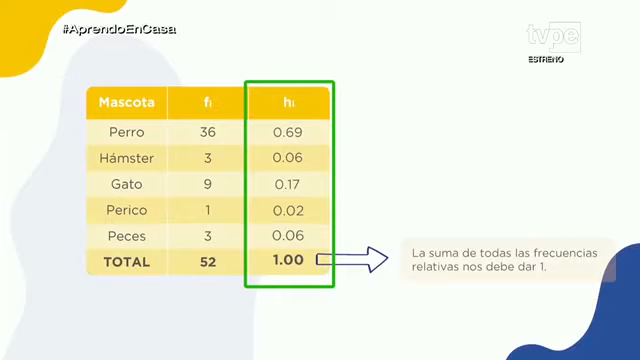 #AprendoEnCasa
tvpe
ESTRENO
Mascota fi hi
Perro 36 0.69
Hámster 3 0.06
Gato 9 0.17
Perico 1 0.02
Peces 3 0.06
TOTAL 52 1.00
La suma de todas las frecuencias
relativas nos debe dar 1.